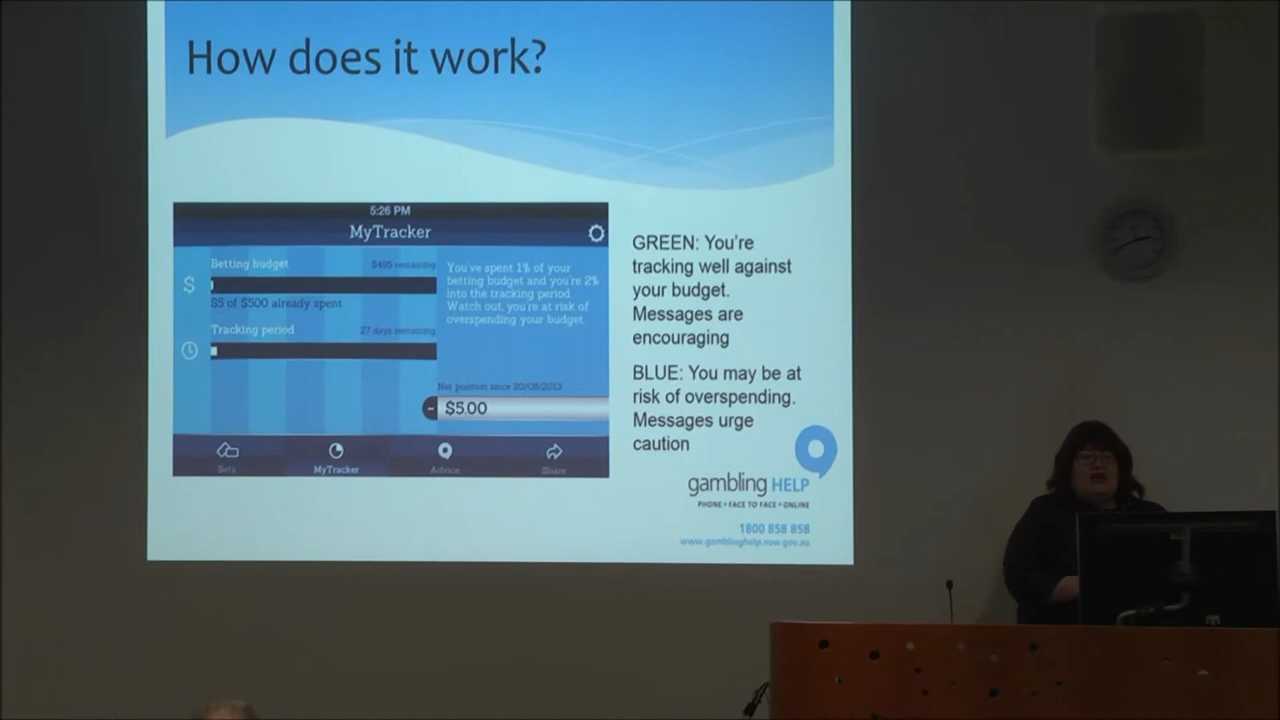 How does it work?
5:26 PM
MyTracker
Betting budget
$495 remaining
$
$5 of $500 already spent
Tracking period
27 days remaining
You've spent 1% of your
betting budget and you're 2%
into the tracking period.
Watch out, you're at risk of
overspending your budget.
Net position since 20/08/2013
- $5.00
Bets
MyTracker
Advice
Share
GREEN: You're
tracking well against
your budget.
Messages are
encouraging
BLUE: You may be at
risk of overspending.
Messages urge
caution
gambling HELP
PHONE • FACE TO FACE • ONLINE
1800 858 858
www.gamblinghelp.nsw.gov.au